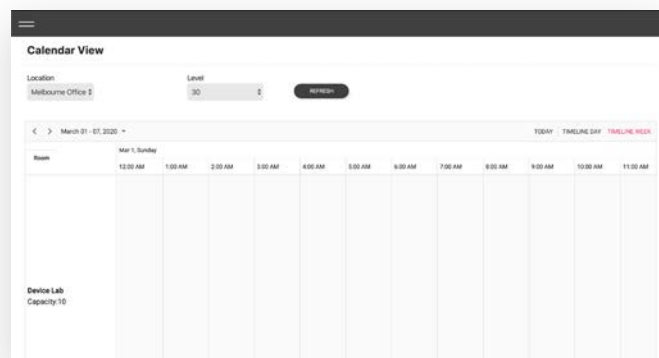 Calendar View
Location Level
Melbourne Office 30 REFRESH
March 01 - 07, 2020 TODAY TIMELINE DAY TIMELINE WEEK
Room Mar 1, Sunday
12:00 AM 1:00 AM 2:00 AM 3:00 AM 4:00 AM 5:00 AM 6:00 AM 7:00 AM 8:00 AM 9:00 AM 10:00 AM 11:00 AM
Device Lab
Capacity:10